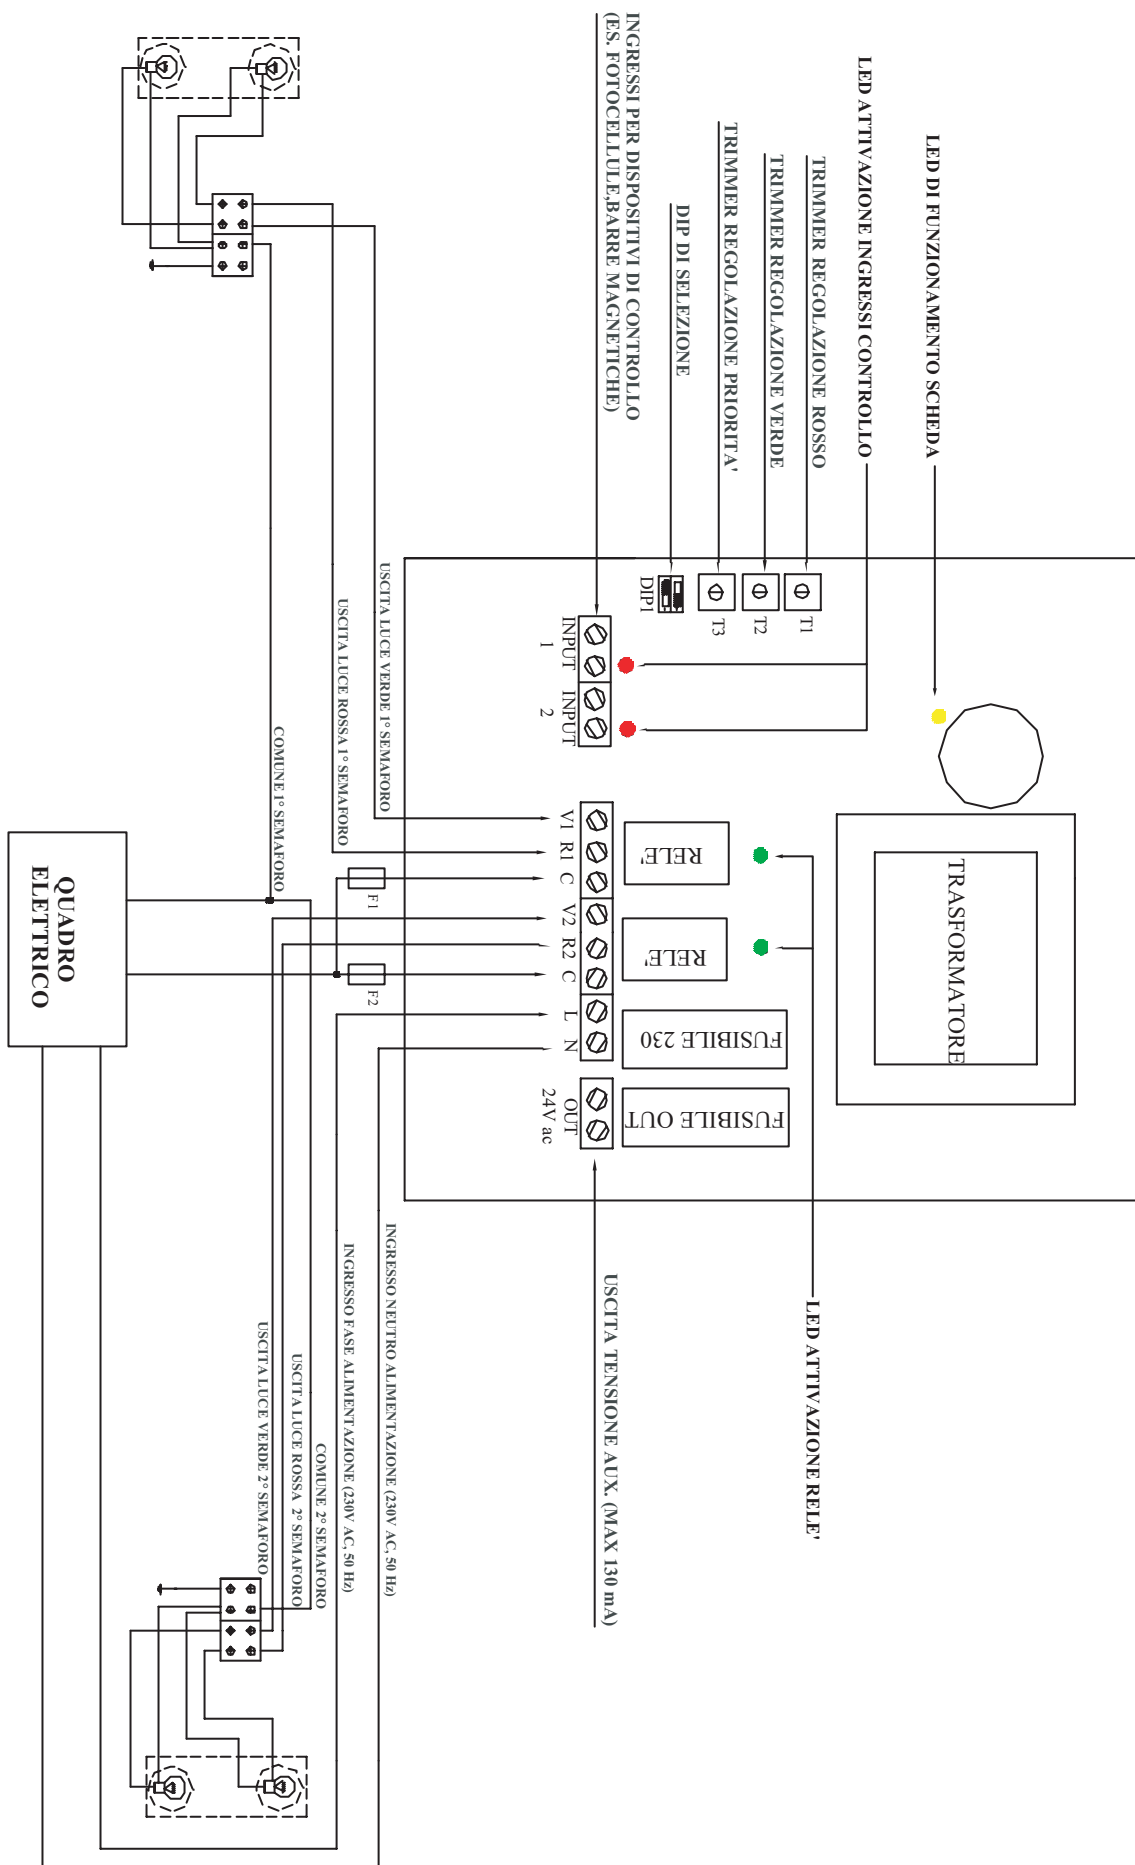 LED DI FUNZIONAMENTO SCHEDA
LED ATTIVAZIONE INGRESSI CONTROLLO
TRIMMER REGOLAZIONE ROSSO
TRIMMER REGOLAZIONE VERDE
TRIMMER REGOLAZIONE PRIORITA'
DIP DI SELEZIONE
INGRESSI PER DISPOSITIVI DI CONTROLLO
(ES. FOTOCELLULE,BARRE MAGNETICHE)
T1
T2
T3
DIP1
INPUT
1
INPUT
2
TRASFORMATORE
RELE'
RELE'
FUSIBILE 230
FUSIBILE OUT
V1
R1
C
V2
R2
C
L
N
OUT
24V ac
F1
F2
USCITA LUCE VERDE 1° SEMAFORO
USCITA LUCE ROSSA 1° SEMAFORO
COMUNE 1° SEMAFORO
QUADRO
ELETTRICO
LED ATTIVAZIONE RELE'
USCITA TENSIONE AUX. (MAX 130 mA)
INGRESSO NEUTRO ALIMENTAZIONE (230V AC, 50 Hz)
INGRESSO FASE ALIMENTAZIONE (230V AC, 50 Hz)
COMUNE 2° SEMAFORO
USCITA LUCE ROSSA 2° SEMAFORO
USCITA LUCE VERDE 2° SEMAFORO